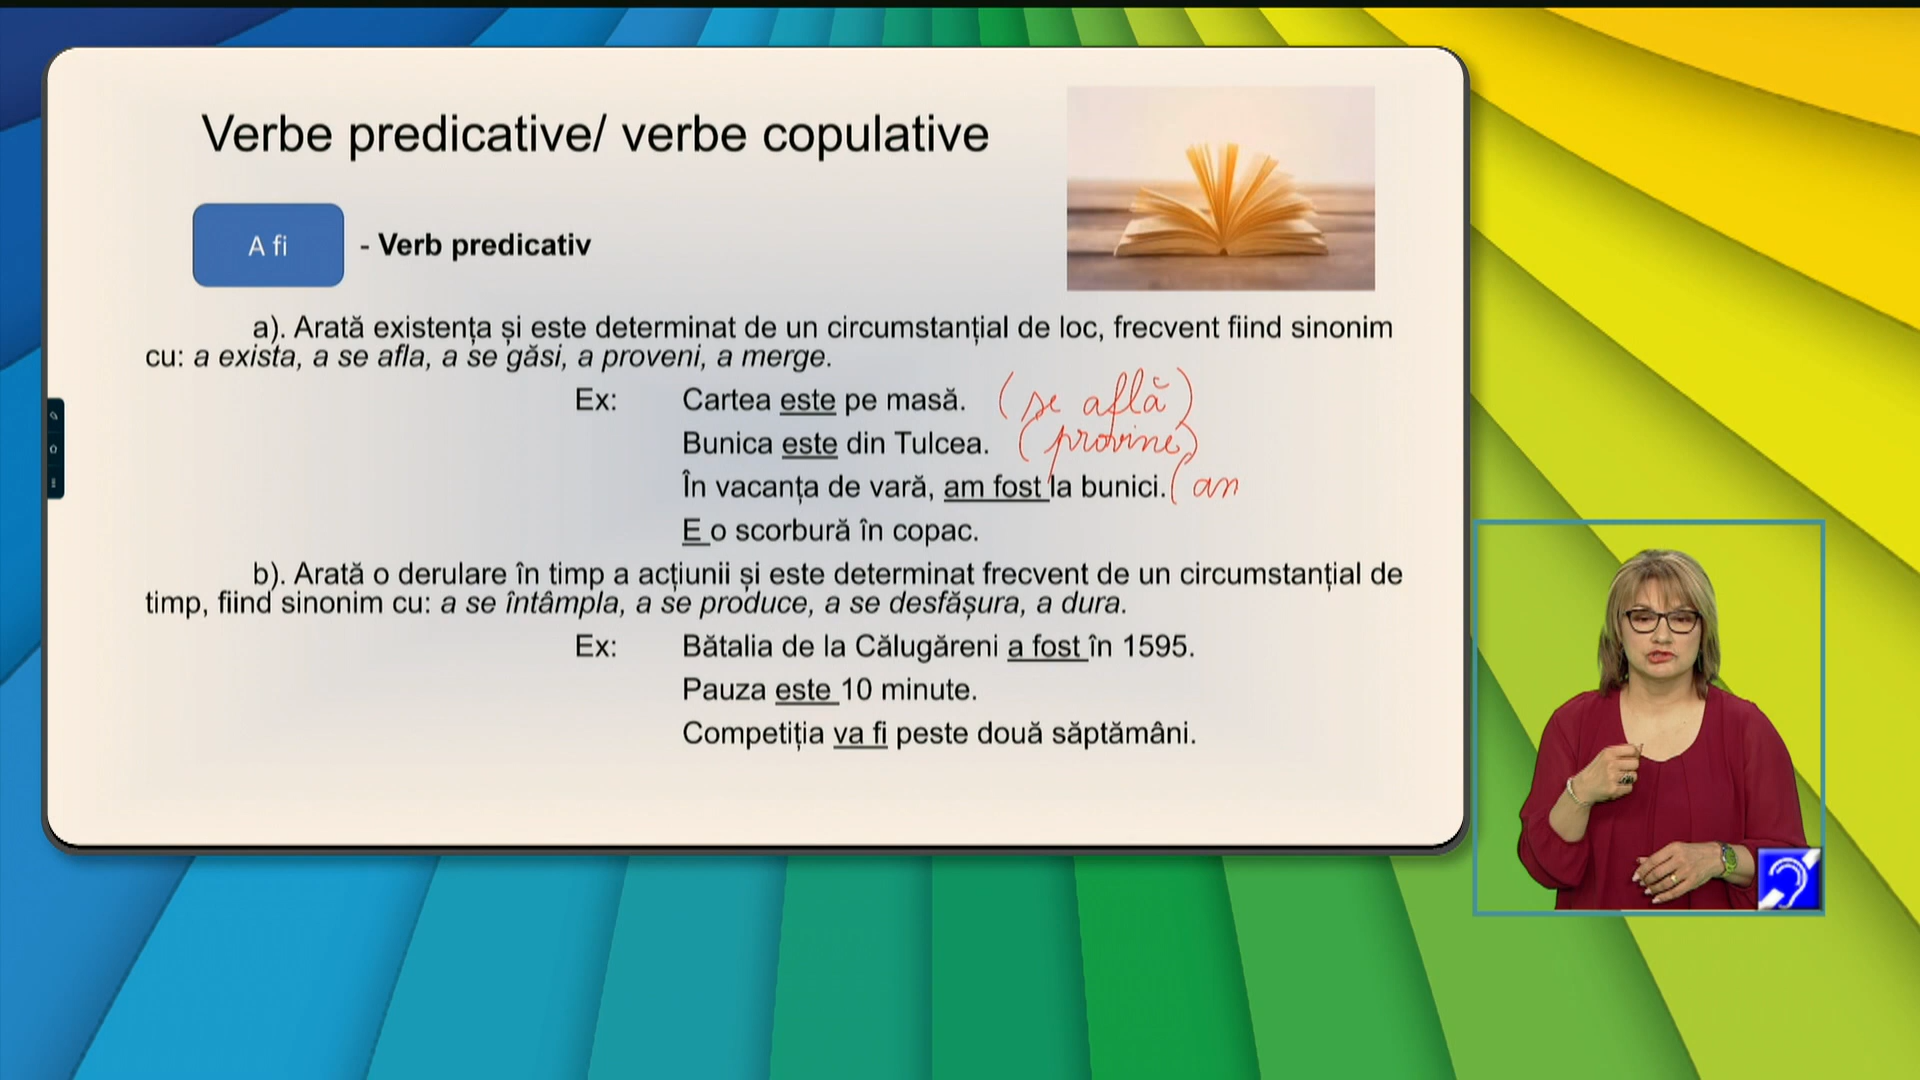 Verbe predicative/ verbe copulative
A fi
- Verb predicativ
a). Arată existența și este determinat de un circumstanțial de loc, frecvent fiind sinonim
cu: a exista, a se afla, a se găsi, a proveni, a merge.
Ex: Cartea este pe masă. (se află)
Bunica este din Tulcea. (provine)
În vacanța de vară, am fost la bunici. (am
E o scorbură în copac.
b). Arată o derulare în timp a acțiunii și este determinat frecvent de un circumstanțial de
timp, fiind sinonim cu: a se întâmpla, a se produce, a se desfășura, a dura.
Ex: Bătalia de la Călugăreni a fost în 1595.
Pauza este 10 minute.
Competiția va fi peste două săptămâni.